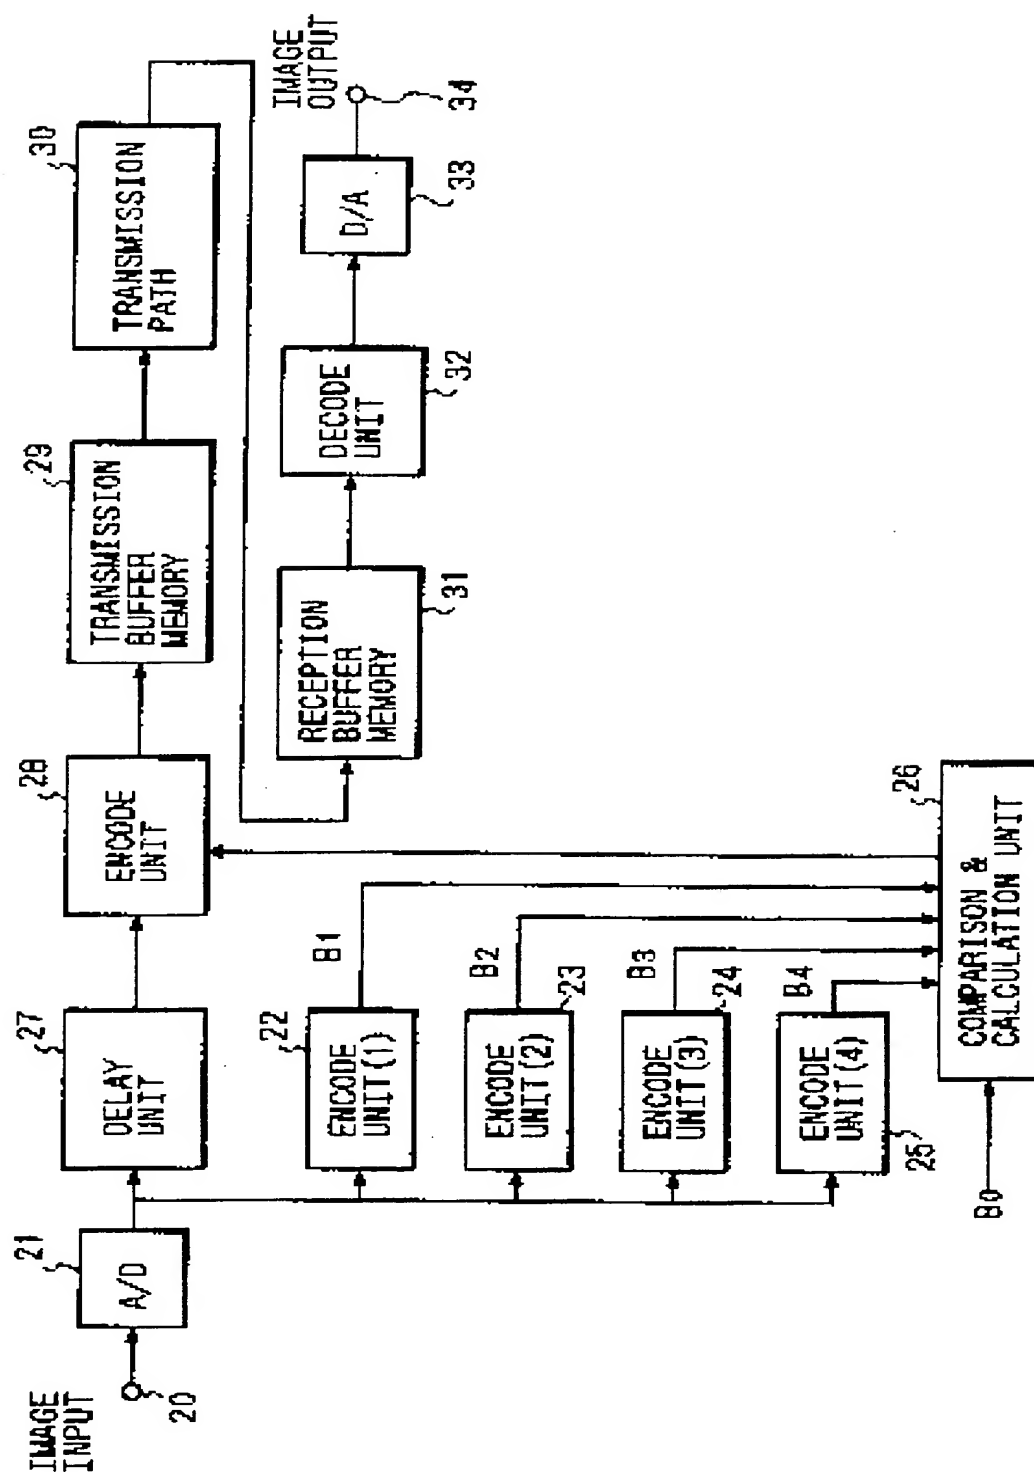 IMAGE
INPUT
20
21
A/D
27
DELAY
UNIT
28
ENCODE
UNIT
29
TRANSMISSION
BUFFER
MEMORY
30
TRANSMISSION
PATH
22
ENCODE
UNIT(1)
B1
23
ENCODE
UNIT(2)
B2
24
ENCODE
UNIT(3)
B3
25
ENCODE
UNIT(4)
B4
26
COMPARISON &
CALCULATION UNIT
B0
RECEPTION
BUFFER
MEMORY
31
DECODE
UNIT
32
D/A
33
IMAGE
OUTPUT
34